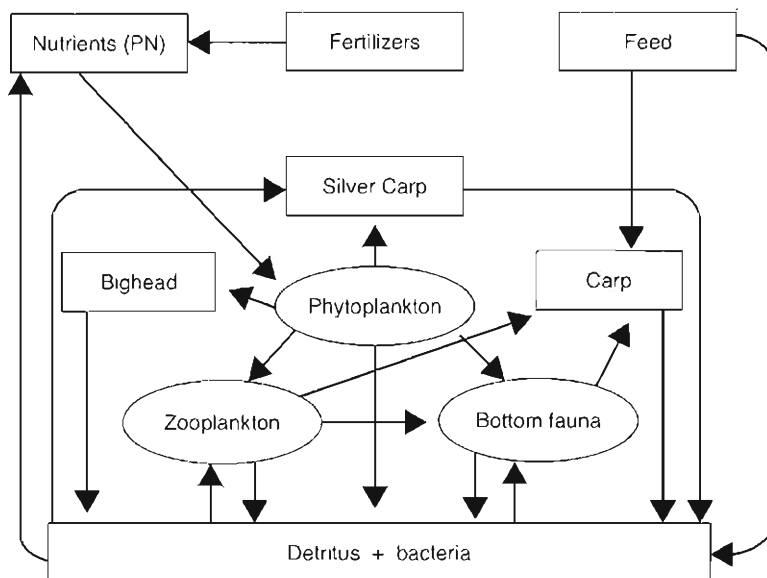 Nutrients (PN)
Fertilizers
Feed
Silver Carp
Bighead
Phytoplankton
Carp
Zooplankton
Bottom fauna
Detritus + bacteria